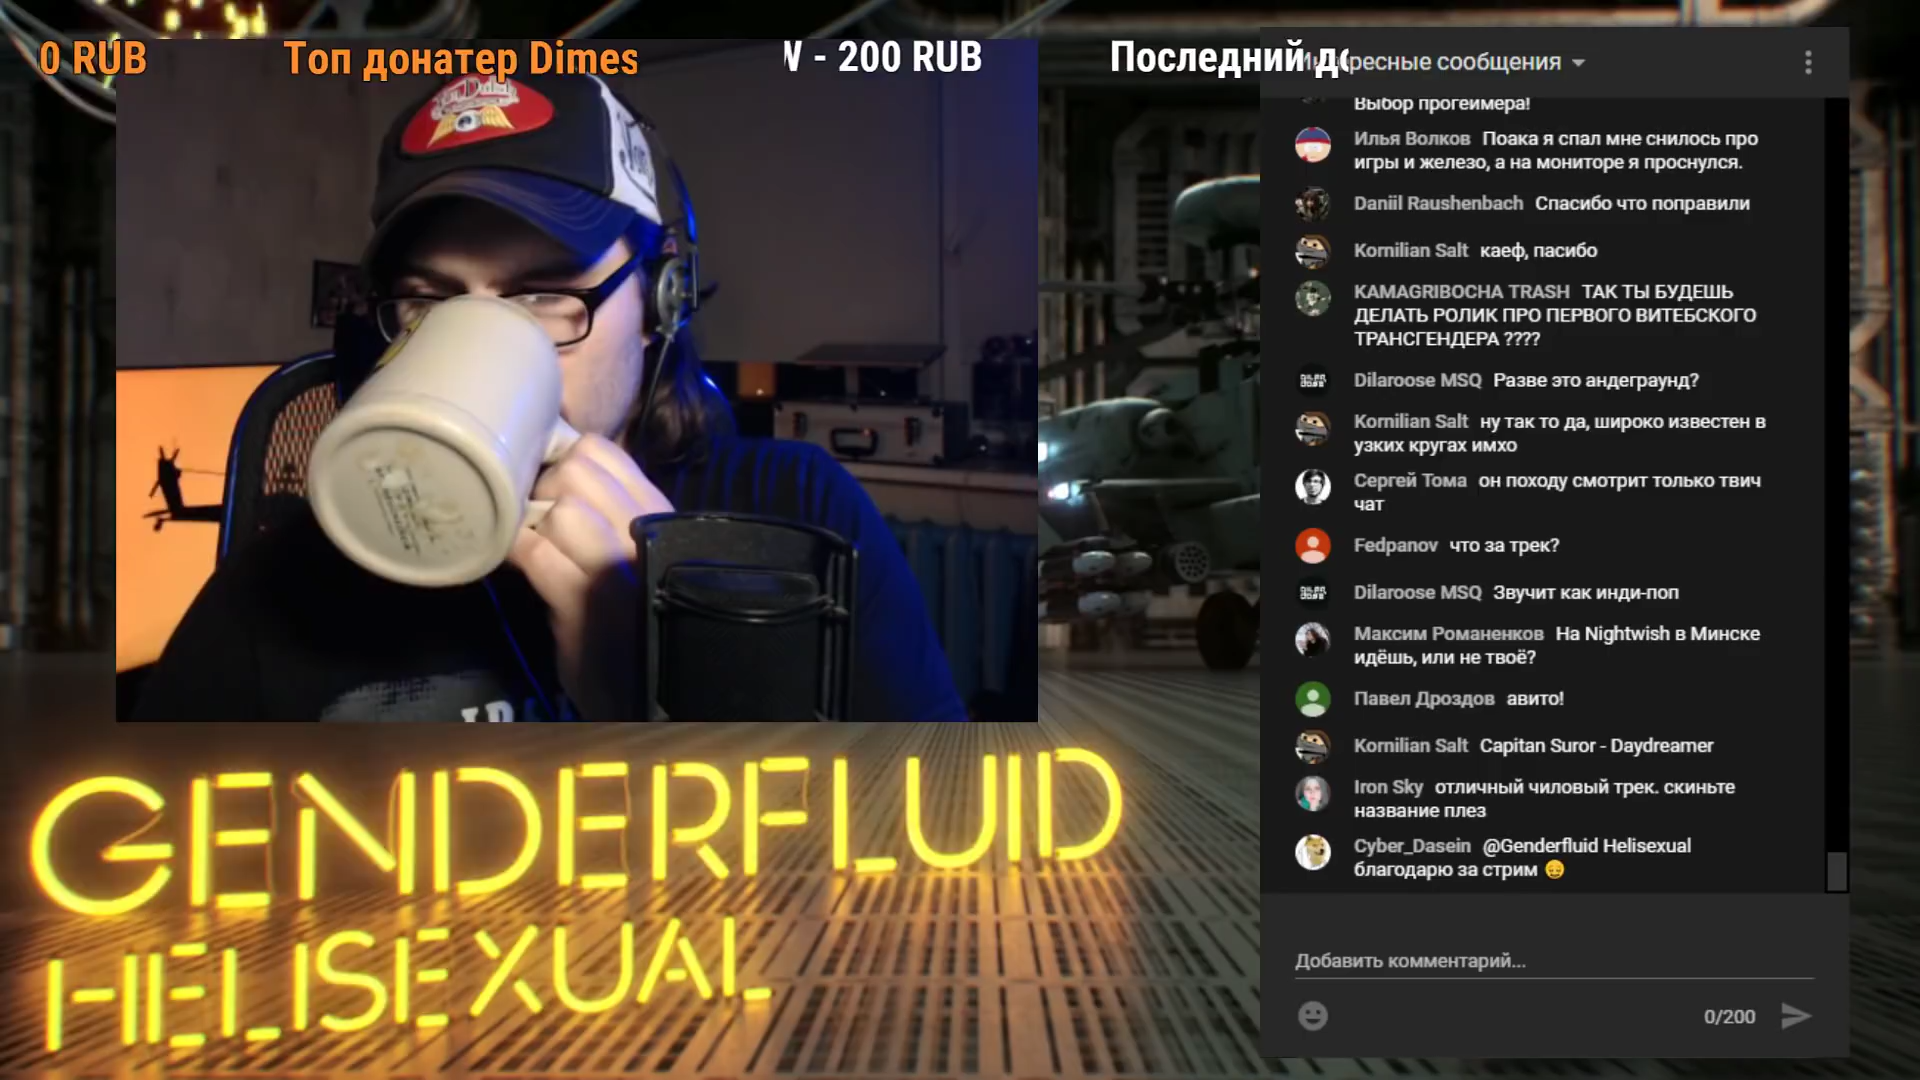 0 RUB
Топ донатер Dimes
- 200 RUB
Последний
ресные сообщения
Выбор прогеймера!
Илья Волков Поака я спал мне снилось про
игры и железо, а на мониторе я проснулся.
Daniil Raushenbach Спасибо что поправили
Kornilian Salt каеф, пасибо
KAMAGRIBOCHA TRASH ТАК ТЫ БУДЕШЬ
ДЕЛАТЬ РОЛИК ПРО ПЕРВОГО ВИТЕБСКОГО
ТРАНСГЕНДЕРА ????
Dilaroose MSQ Разве это андеграунд?
Kornilian Salt ну так то да, широко известен в
узких кругах имхо
Сергей Тома он походу смотрит только твич
чат
Fedpanov что за трек?
Dilaroose MSQ Звучит как инди-поп
Максим Романенков На Nightwish в Минске
идёшь, или не твоё?
Павел Дроздов авито!
Kornilian Salt Capitan Suror - Daydreamer
Iron Sky отличный чиловый трек. скиньте
название плез
Cyber_Dasein @Genderfluid Helisexual
благодарю за стрим 😌
Добавить комментарий...
0/200
GENDERFLUID
HELISEXUAL